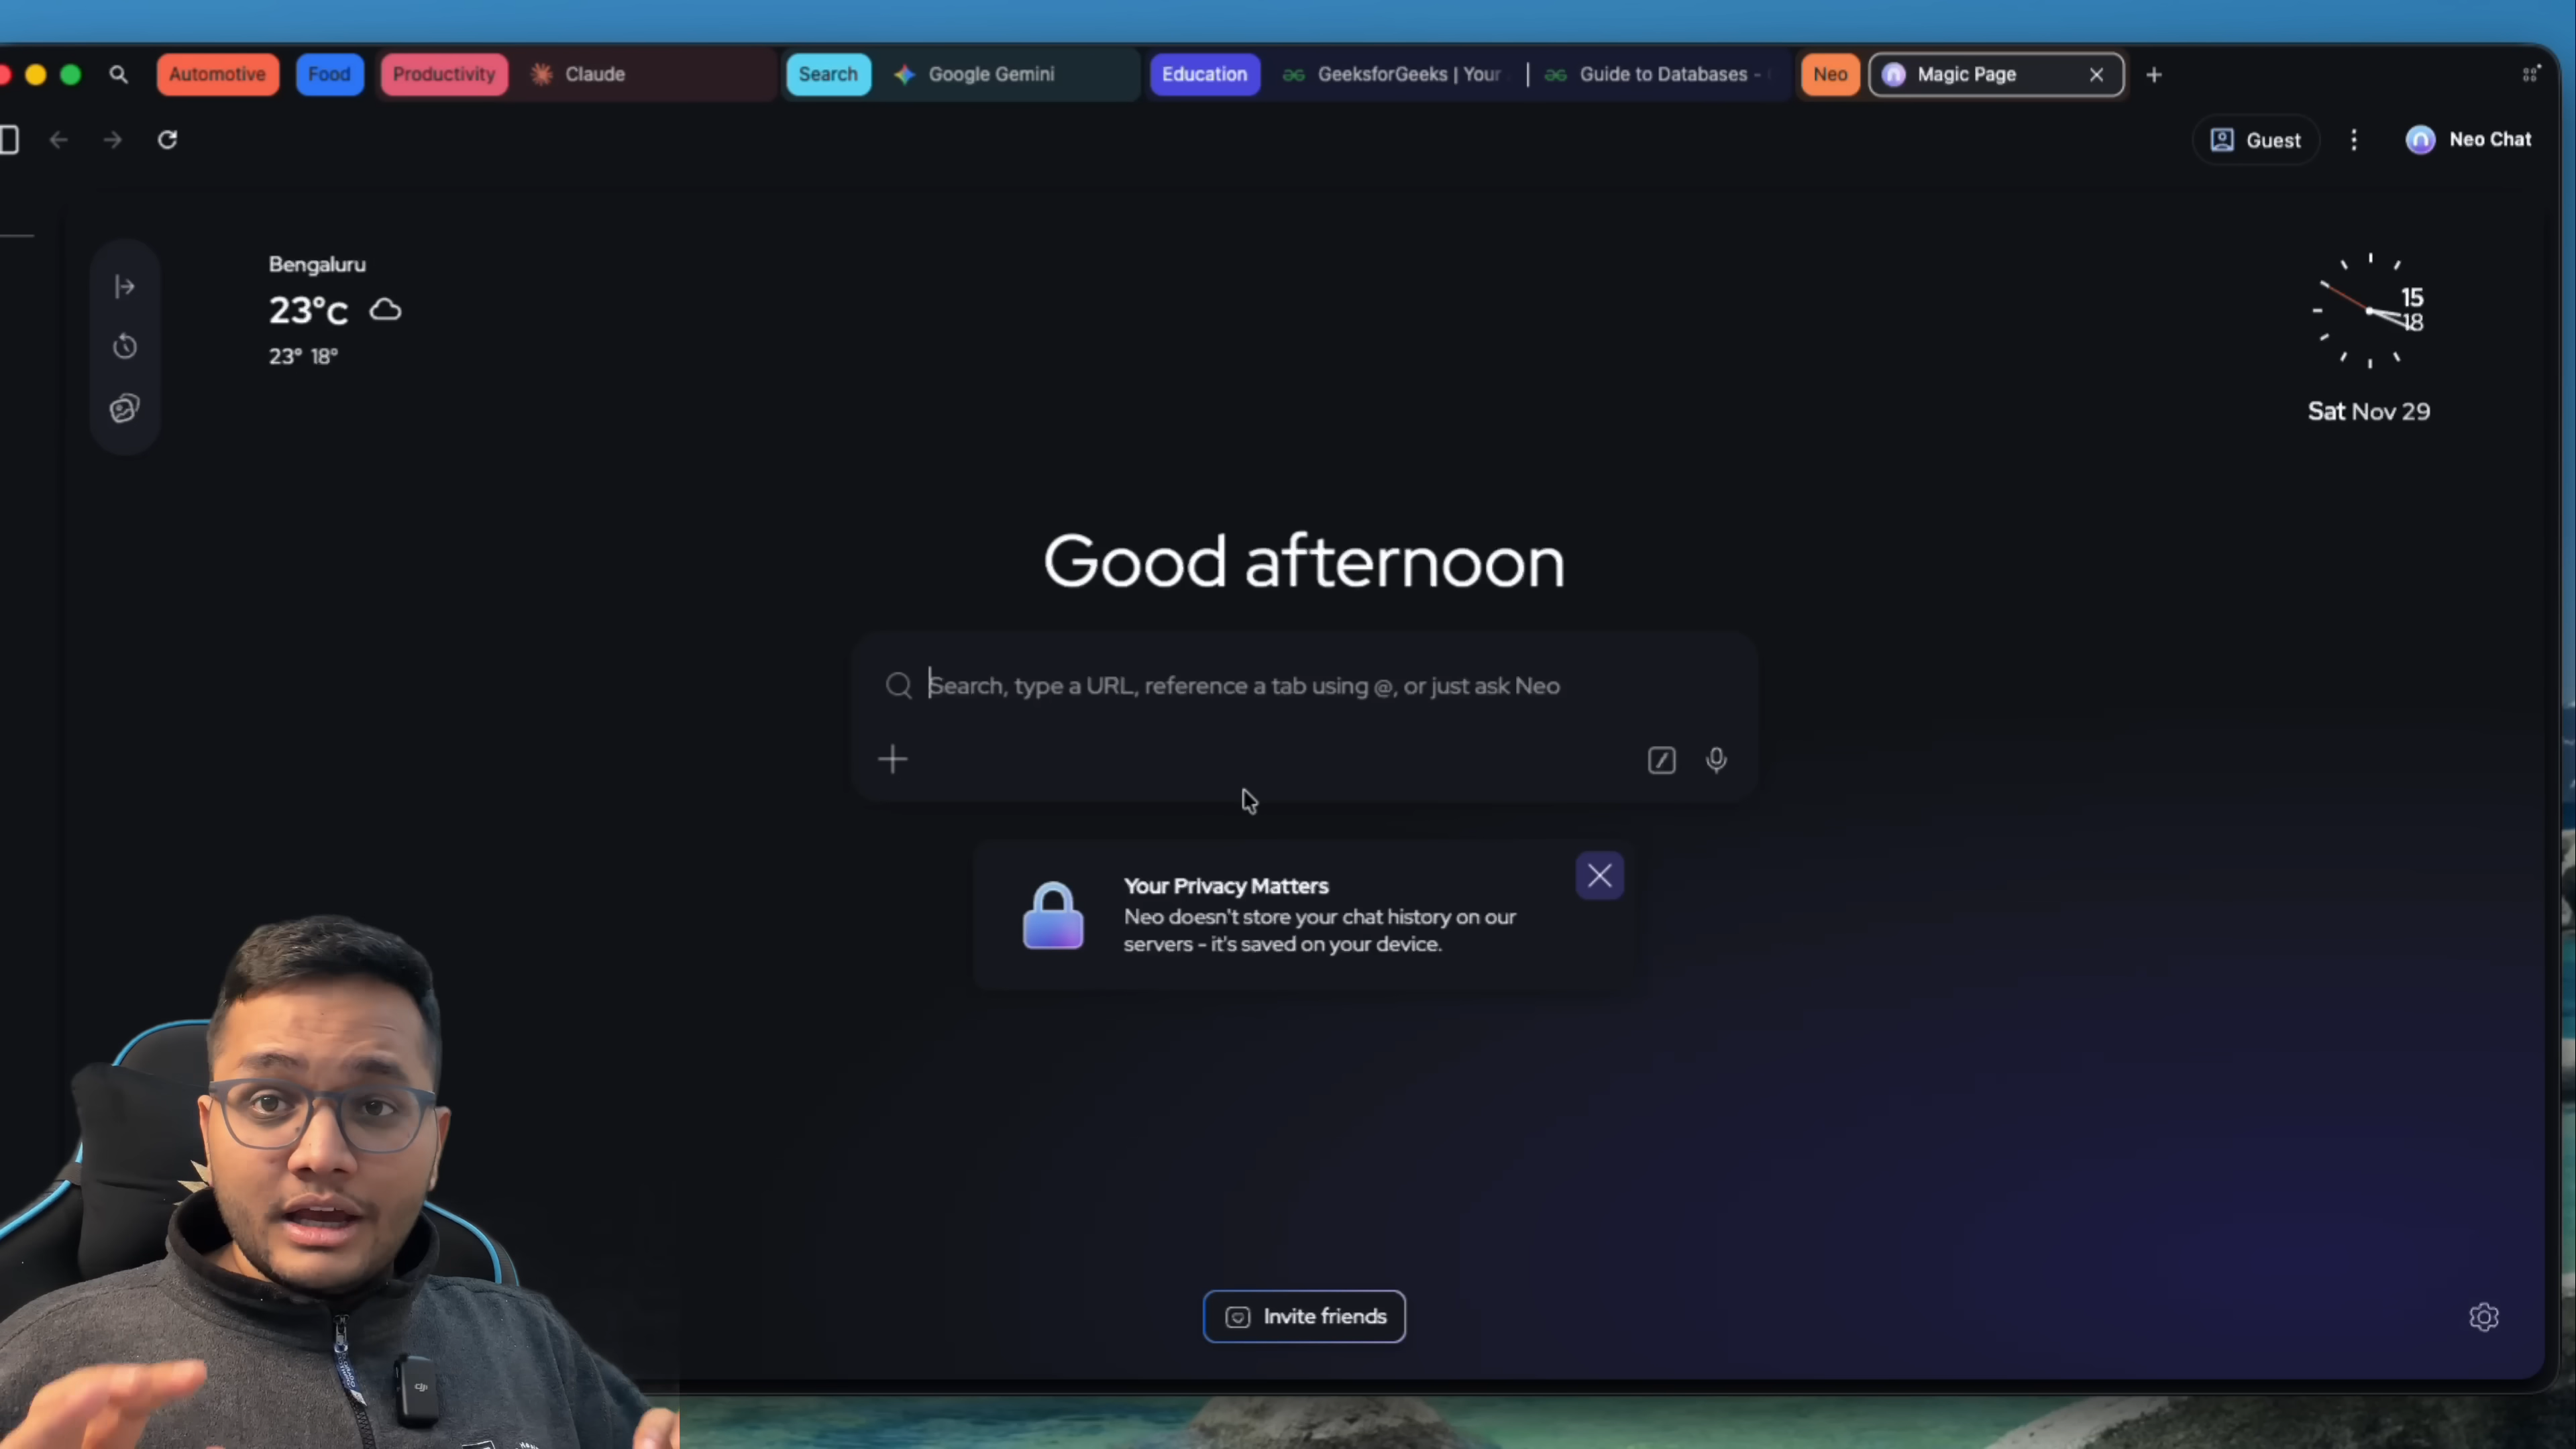 Automotive Food Productivity Claude Search Google Gemini Education GeeksforGeeks | Your Guide to Databases - Neo Magic Page
Guest Neo Chat
Bengaluru
23°c
23° 18°
15
18
Sat Nov 29
Good afternoon
Search, type a URL, reference a tab using @, or just ask Neo
Your Privacy Matters
Neo doesn't store your chat history on our
servers - it's saved on your device.
Invite friends
dji